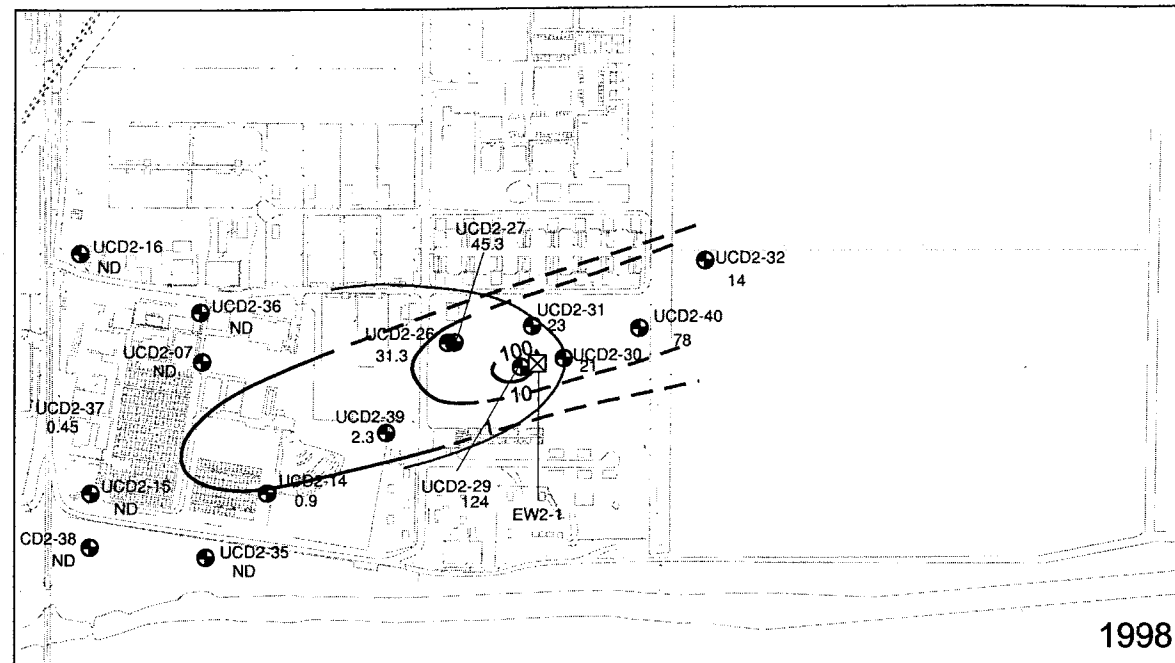 UCD2-27
45.3
UCD2-16
ND
UCD2-32
14
UCD2-36
ND
UCD2-31
23
UCD2-40
78
UCD2-26
31.3
100
UCD2-30
21
UCD2-07
ND
10
UCD2-37
0.45
UCD2-39
2.3
1
UCD2-14
0.9
UCD2-29
124
UCD2-15
ND
EW2-1
CD2-38
ND
UCD2-35
ND
1998